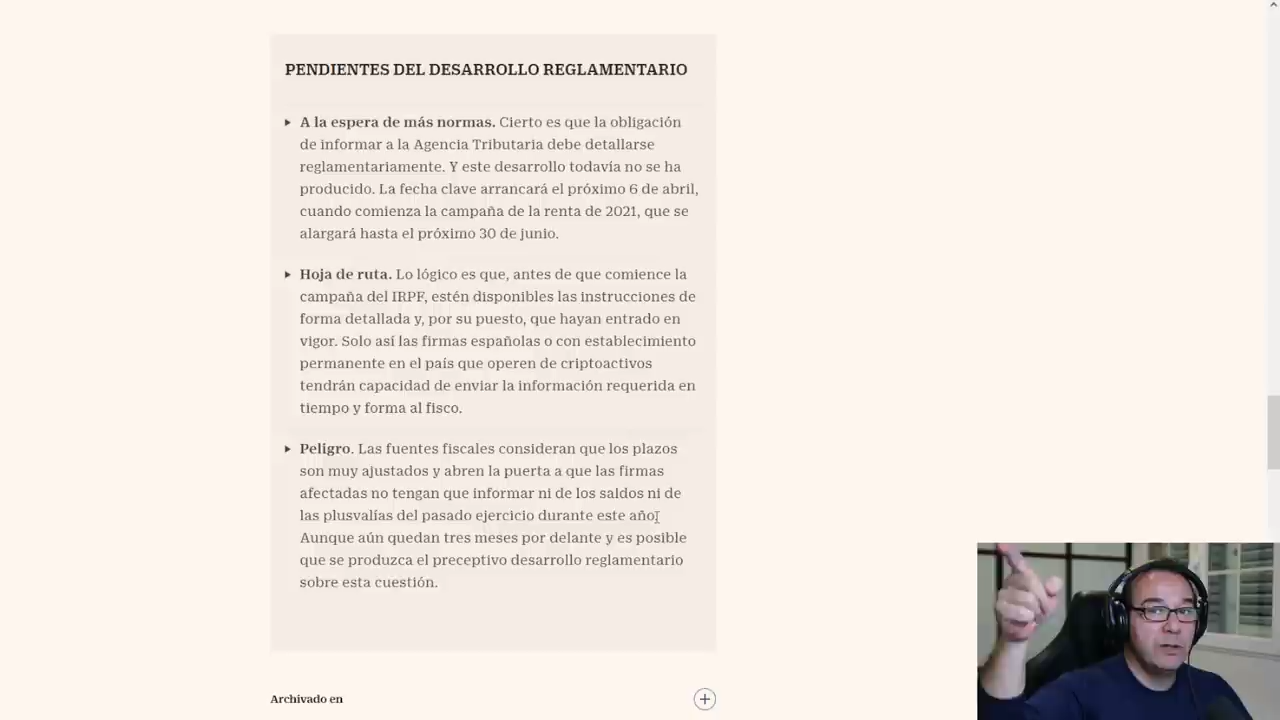 PENDIENTES DEL DESARROLLO REGLAMENTARIO
A la espera de más normas. Cierto es que la obligación
de informar a la Agencia Tributaria debe detallarse
reglamentariamente. Y este desarrollo todavía no se ha
producido. La fecha clave arrancará el próximo 6 de abril,
cuando comienza la campaña de la renta de 2021, que se
alargará hasta el próximo 30 de junio.
Hoja de ruta. Lo lógico es que, antes de que comience la
campaña del IRPF, estén disponibles las instrucciones de
forma detallada y, por su puesto, que hayan entrado en
vigor. Solo así las firmas españolas o con establecimiento
permanente en el país que operen de criptoactivos
tendrán capacidad de enviar la información requerida en
tiempo y forma al fisco.
Peligro. Las fuentes fiscales consideran que los plazos
son muy ajustados y abren la puerta a que las firmas
afectadas no tengan que informar ni de los saldos ni de
las plusvalías del pasado ejercicio durante este año.
Aunque aún quedan tres meses por delante y es posible
que se produzca el preceptivo desarrollo reglamentario
sobre esta cuestión.
Archivado en